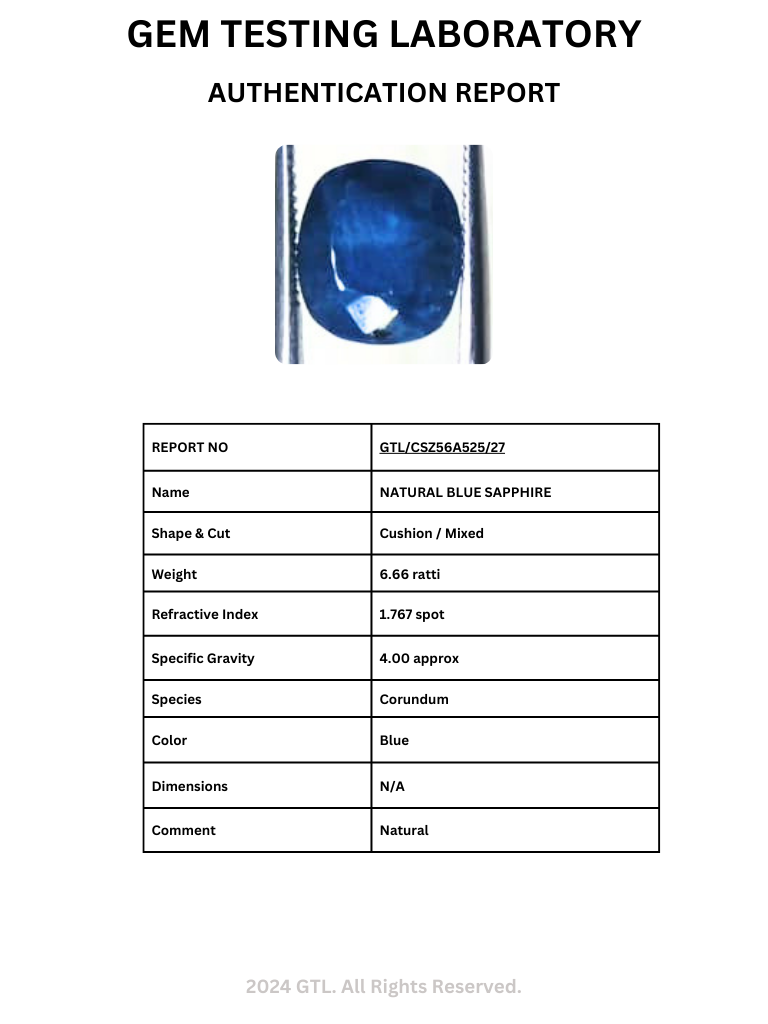 GEM TESTING LABORATORY
AUTHENTICATION REPORT
REPORT NO GTL/CSZ56A525/27
Name NATURAL BLUE SAPPHIRE
Shape & Cut Cushion / Mixed
Weight 6.66 ratti
Refractive Index 1.767 spot
Specific Gravity 4.00 approx
Species Corundum
Color Blue
Dimensions N/A
Comment Natural
2024 GTL. All Rights Reserved.